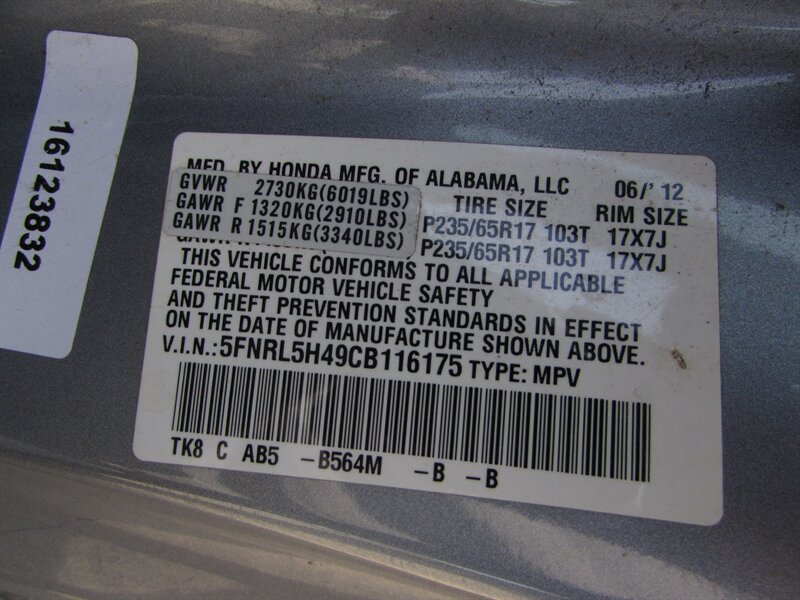 16123832
MFD. BY HONDA MFG. OF ALABAMA, LLC 06/' 12
GVWR 2730KG(6019LBS) TIRE SIZE RIM SIZE
GAWR F 1320KG(2910LBS) P235/65R17 103T 17X7J
GAWR R 1515KG(3340LBS) P235/65R17 103T 17X7J
THIS VEHICLE CONFORMS TO ALL APPLICABLE
FEDERAL MOTOR VEHICLE SAFETY
AND THEFT PREVENTION STANDARDS IN EFFECT
ON THE DATE OF MANUFACTURE SHOWN ABOVE.
V.I.N.:5FNRL5H49CB116175 TYPE: MPV
TK8 C AB5 -B564M -B -B